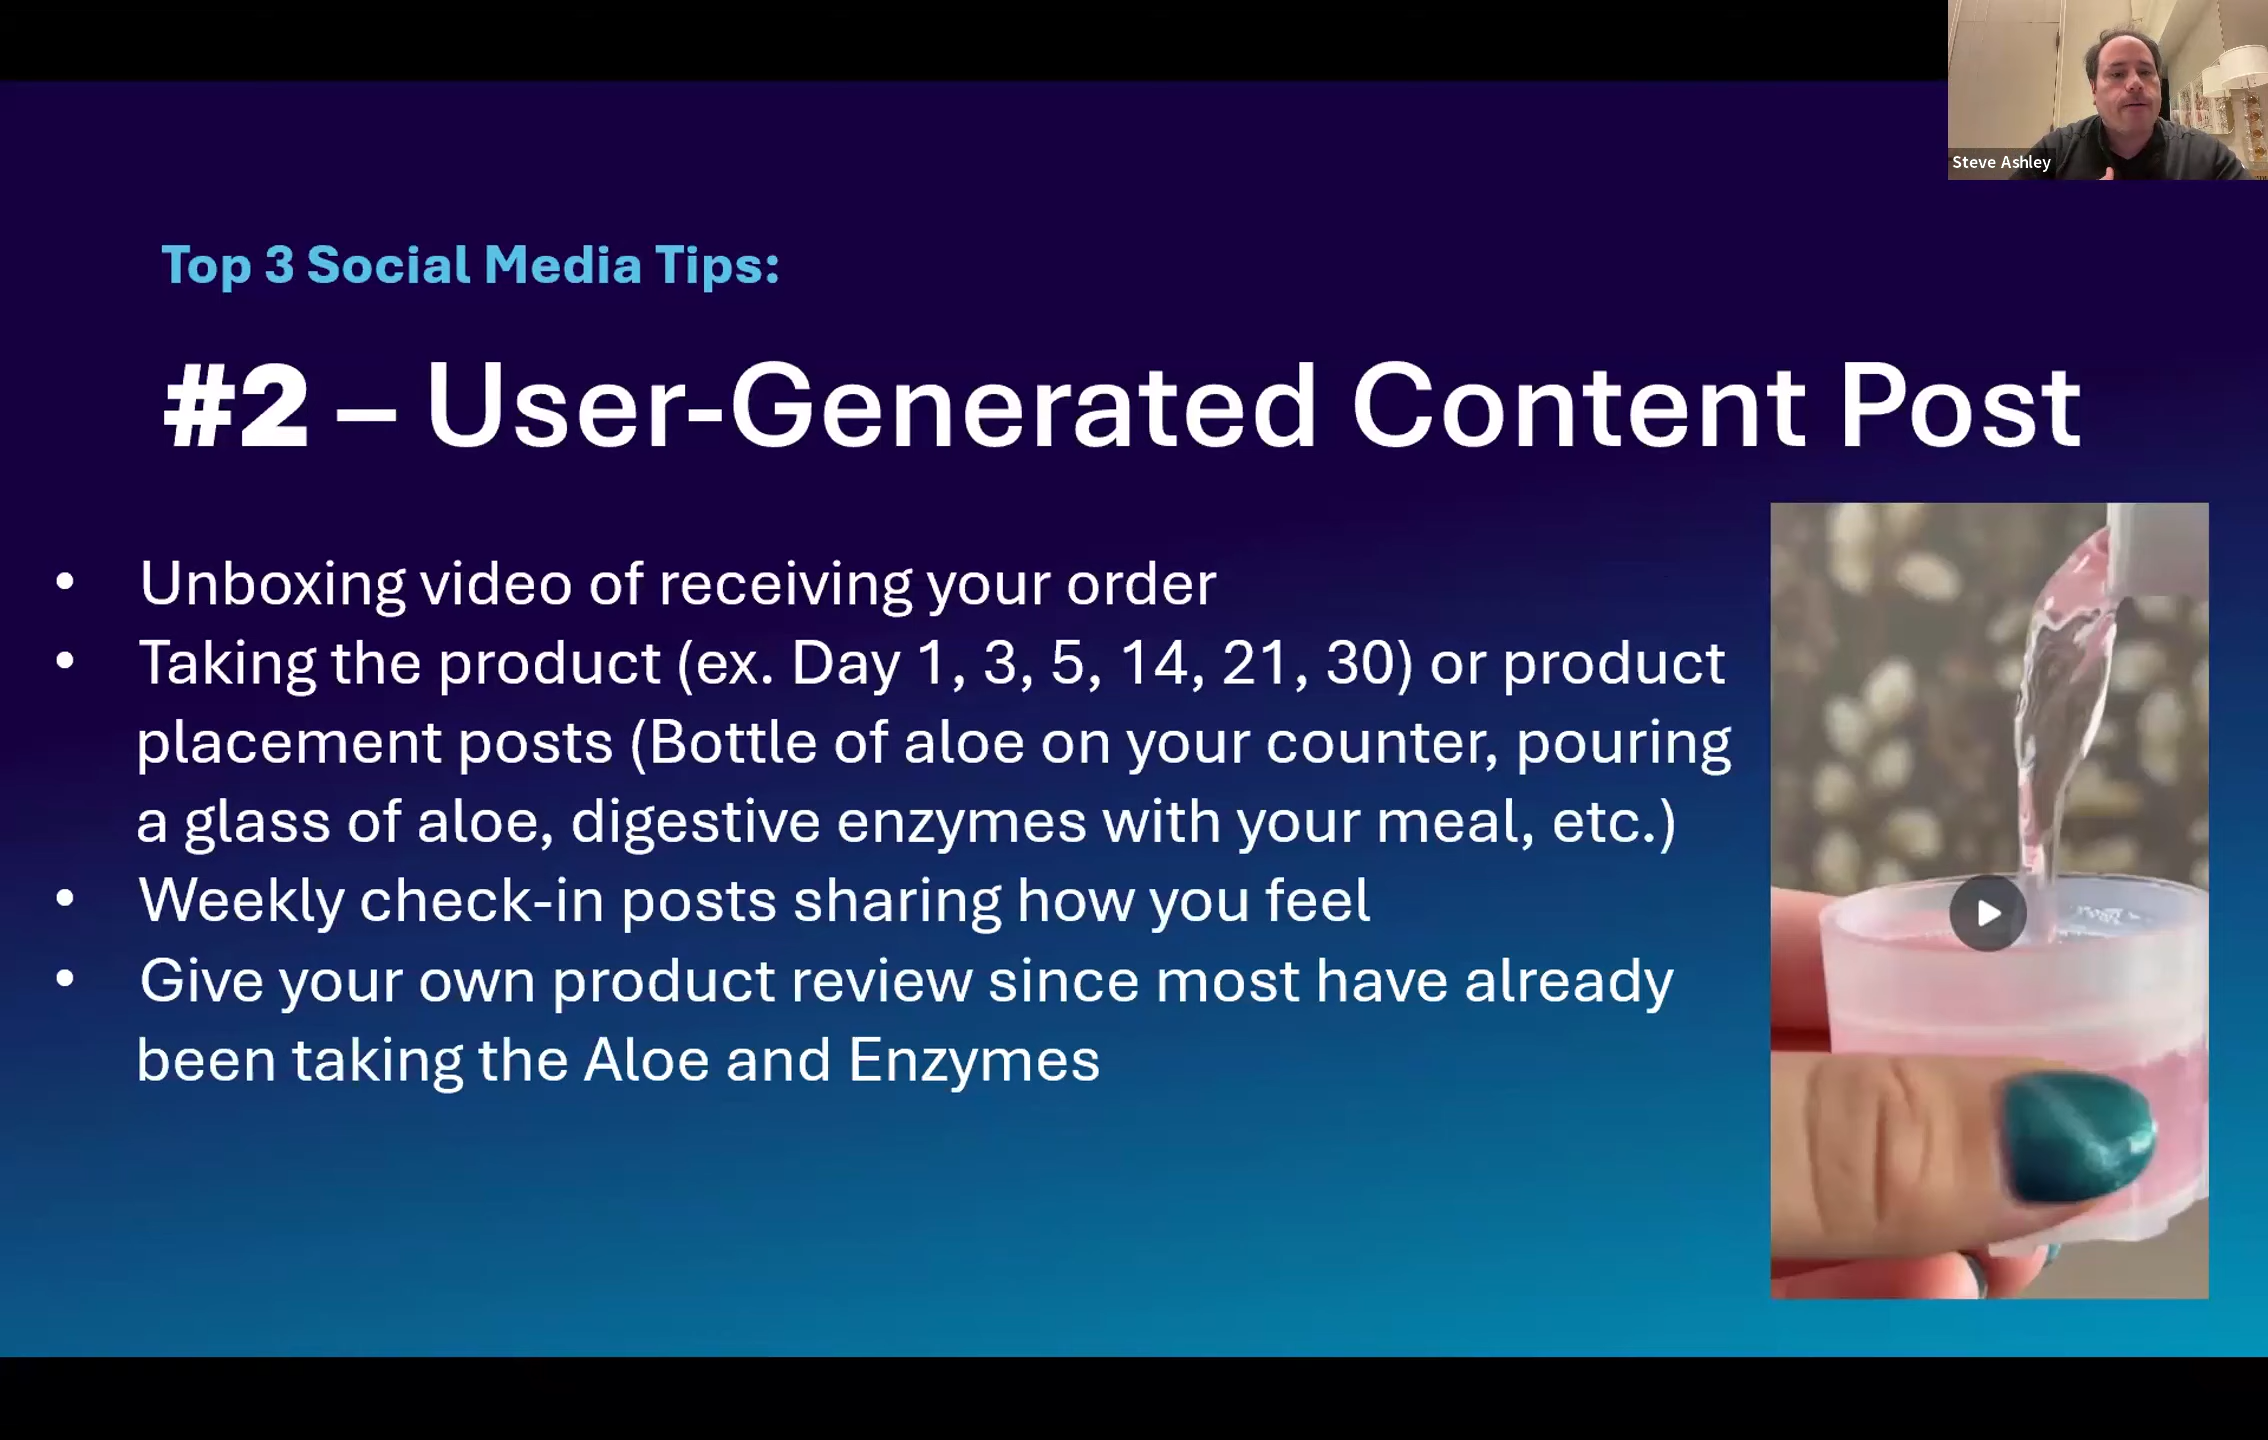 Steve Ashley
Top 3 Social Media Tips:
#2 – User-Generated Content Post
• Unboxing video of receiving your order
• Taking the product (ex. Day 1, 3, 5, 14, 21, 30) or product
placement posts (Bottle of aloe on your counter, pouring
a glass of aloe, digestive enzymes with your meal, etc.)
• Weekly check-in posts sharing how you feel
• Give your own product review since most have already
been taking the Aloe and Enzymes